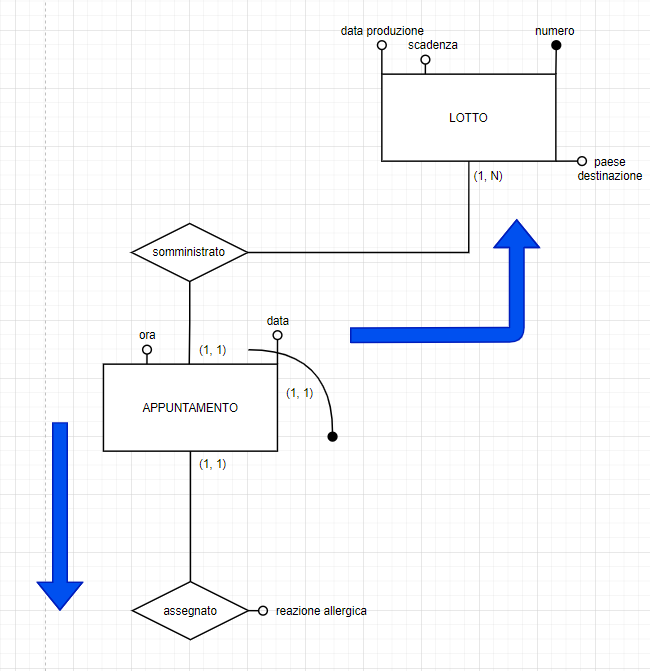 data produzione
numero
scadenza
LOTTO
paese
destinazione
(1, N)
somministrato
data
ora
(1, 1)
(1, 1)
APPUNTAMENTO
(1, 1)
assegnato
reazione allergica